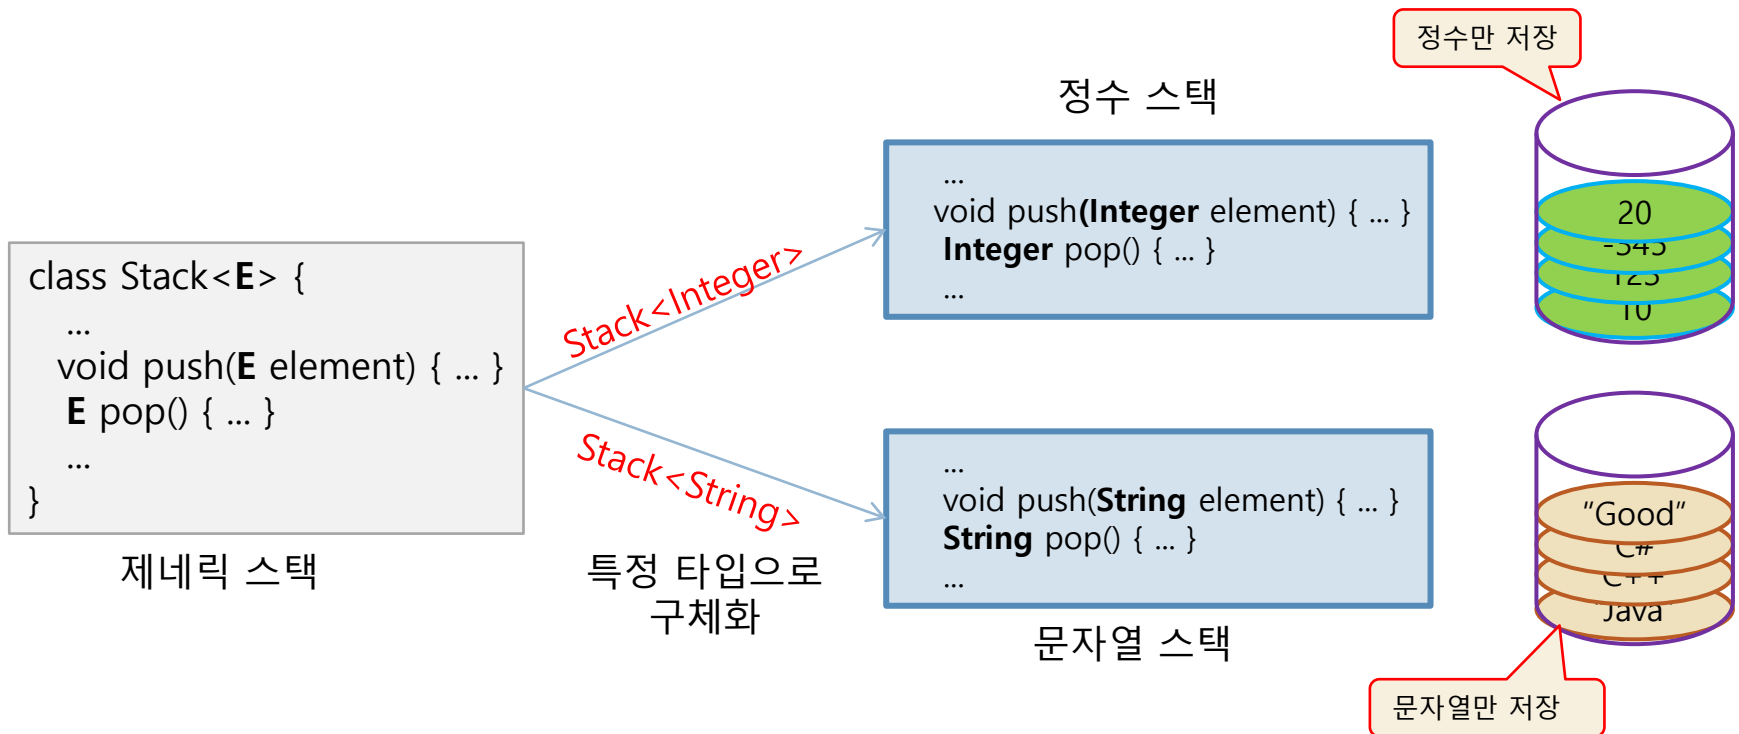 정수만 저장
정수 스택
...
void push(Integer element) { ... }
Integer pop() { ... }
...
20
-345
123
10
class Stack<E> {
...
void push(E element) { ... }
E pop() { ... }
...
}
제네릭 스택
Stack<Integer>
Stack<String>
특정 타입으로
구체화
...
void push(String element) { ... }
String pop() { ... }
...
문자열 스택
"Good"
C#
C++
"Java"
문자열만 저장